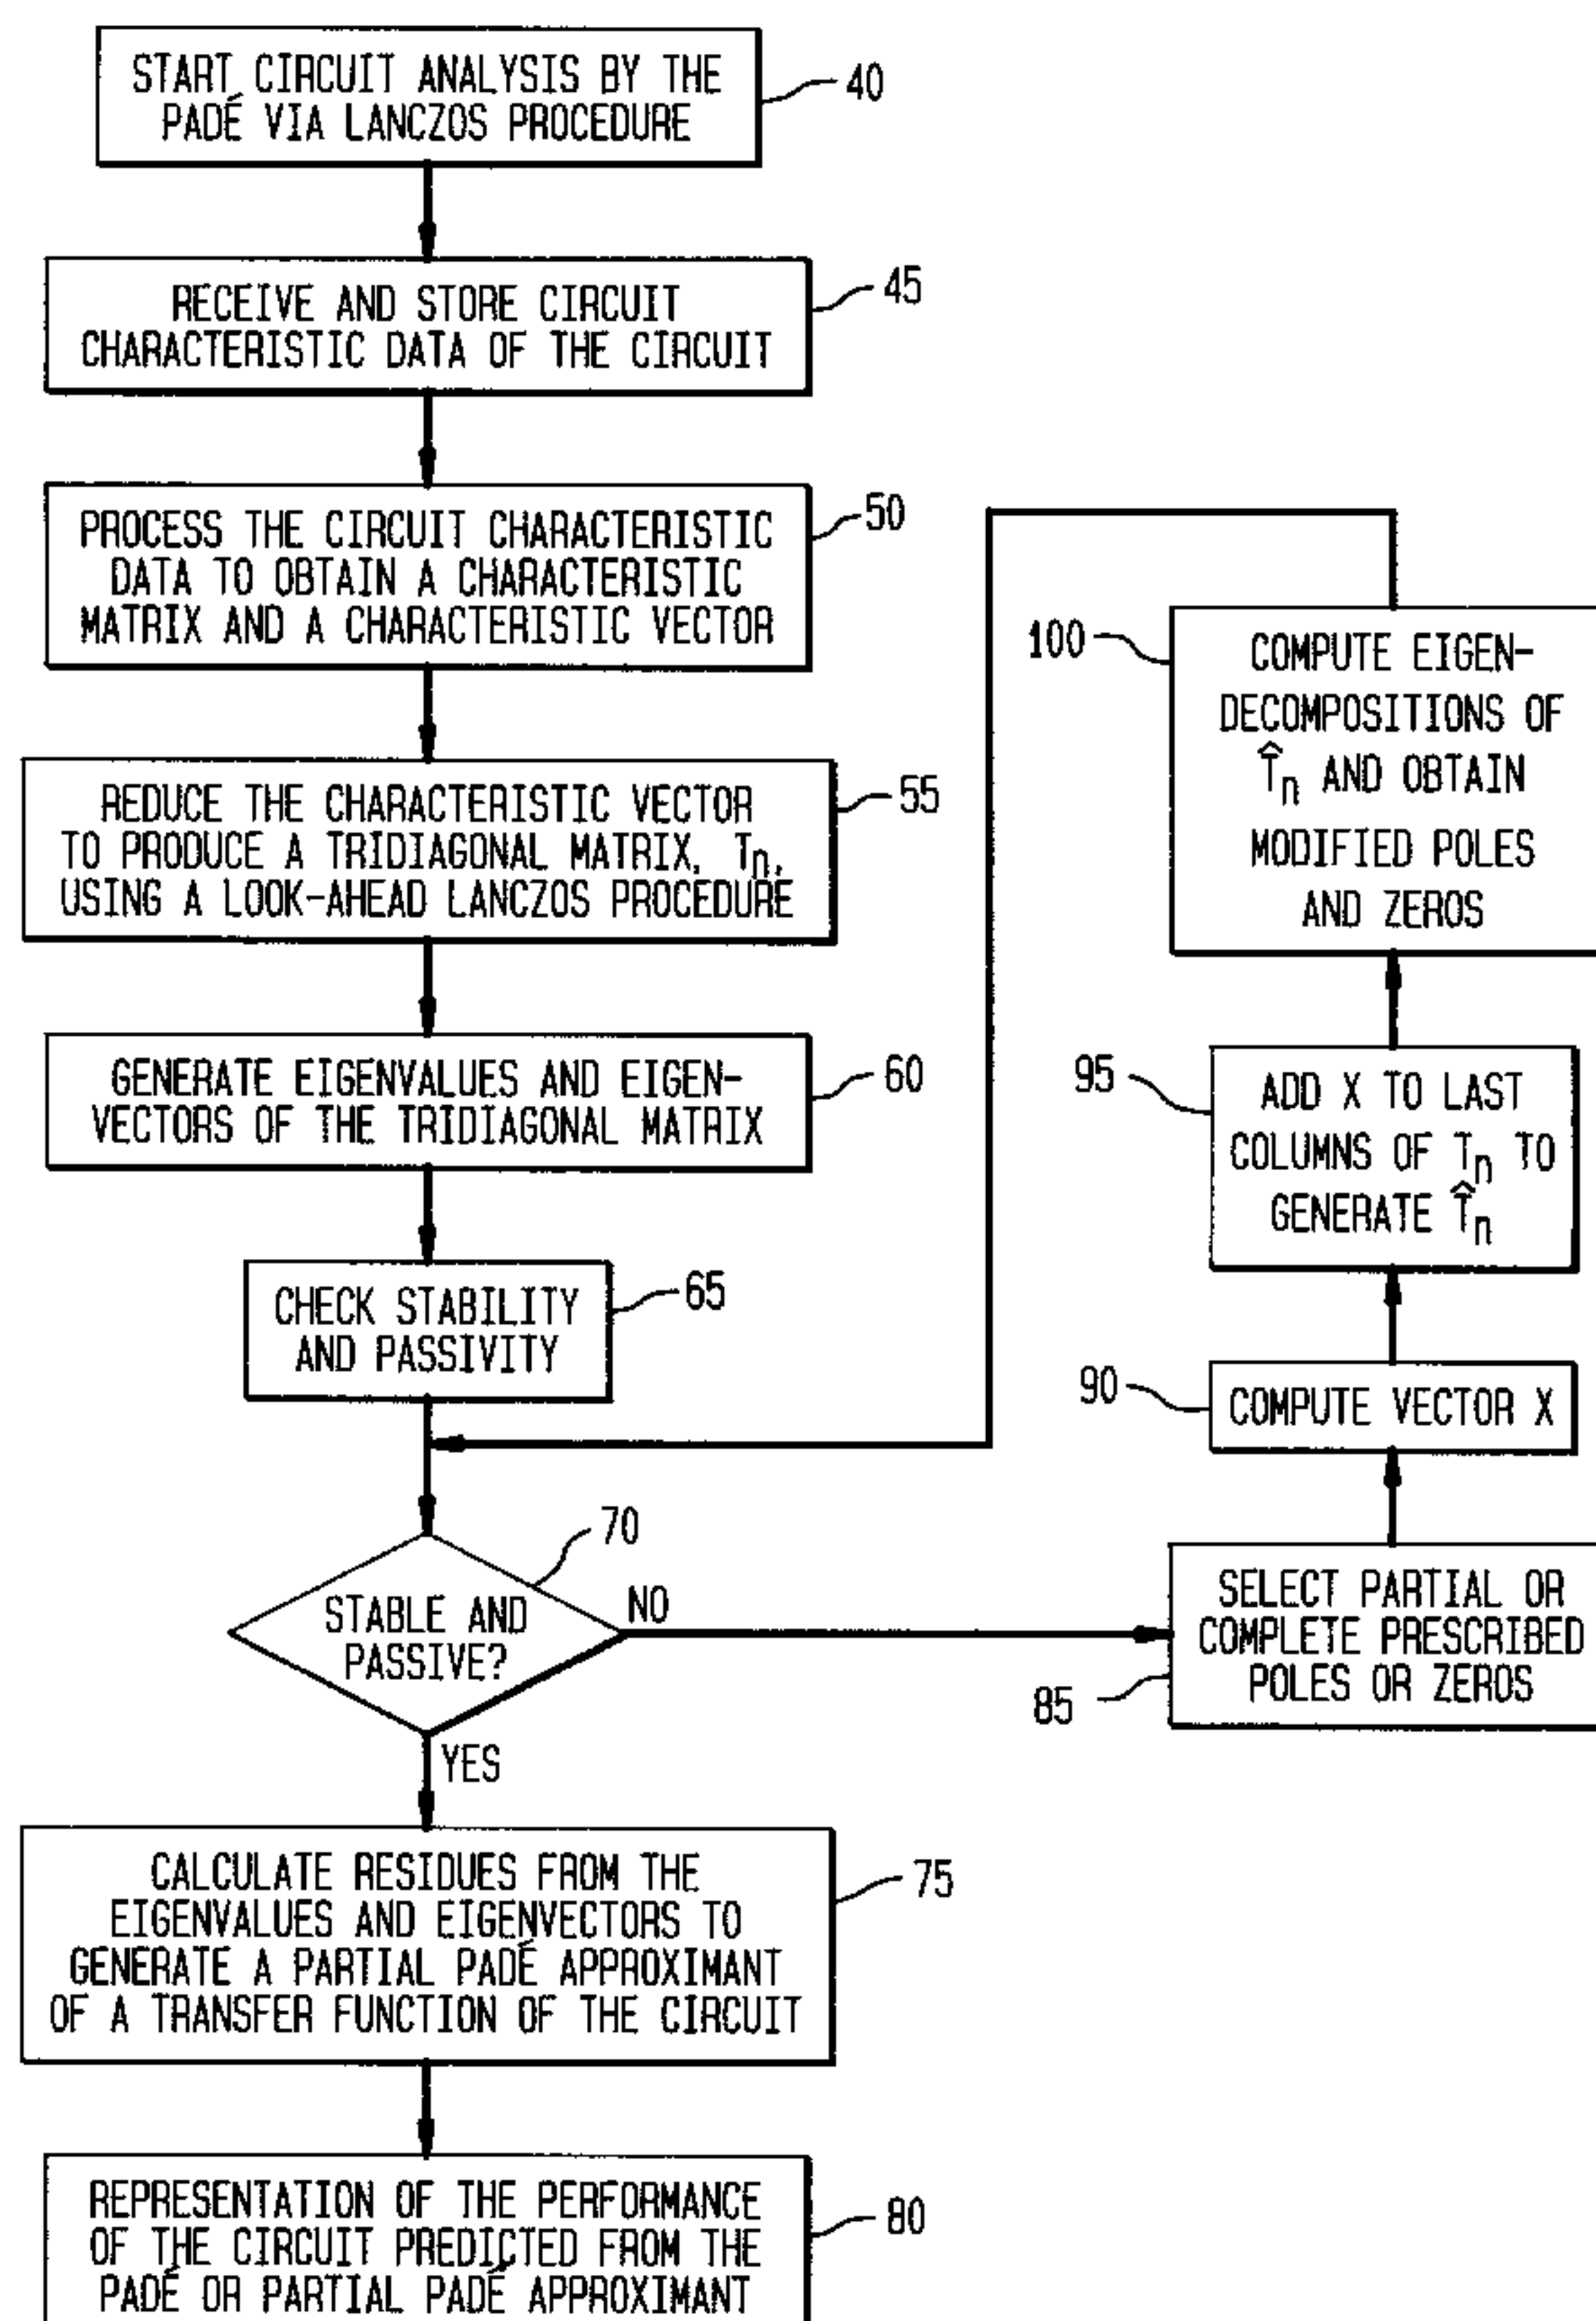 START CIRCUIT ANALYSIS BY THE
PADÉ VIA LANCZOS PROCEDURE
40
RECEIVE AND STORE CIRCUIT
CHARACTERISTIC DATA OF THE CIRCUIT
45
PROCESS THE CIRCUIT CHARACTERISTIC
DATA TO OBTAIN A CHARACTERISTIC
MATRIX AND A CHARACTERISTIC VECTOR
50
REDUCE THE CHARACTERISTIC VECTOR
TO PRODUCE A TRIDIAGONAL MATRIX, Tn,
USING A LOOK-AHEAD LANCZOS PROCEDURE
55
GENERATE EIGENVALUES AND EIGEN-
VECTORS OF THE TRIDIAGONAL MATRIX
60
CHECK STABILITY
AND PASSIVITY
65
STABLE AND
PASSIVE?
70
NO
YES
CALCULATE RESIDUES FROM THE
EIGENVALUES AND EIGENVECTORS TO
GENERATE A PARTIAL PADÉ APPROXIMANT
OF A TRANSFER FUNCTION OF THE CIRCUIT
75
REPRESENTATION OF THE PERFORMANCE
OF THE CIRCUIT PREDICTED FROM THE
PADÉ OR PARTIAL PADÉ APPROXIMANT
80
SELECT PARTIAL OR
COMPLETE PRESCRIBED
POLES OR ZEROS
85
COMPUTE VECTOR X
90
ADD X TO LAST
COLUMNS OF Tn TO
GENERATE T̂n
95
COMPUTE EIGEN-
DECOMPOSITIONS OF
T̂n AND OBTAIN
MODIFIED POLES
AND ZEROS
100